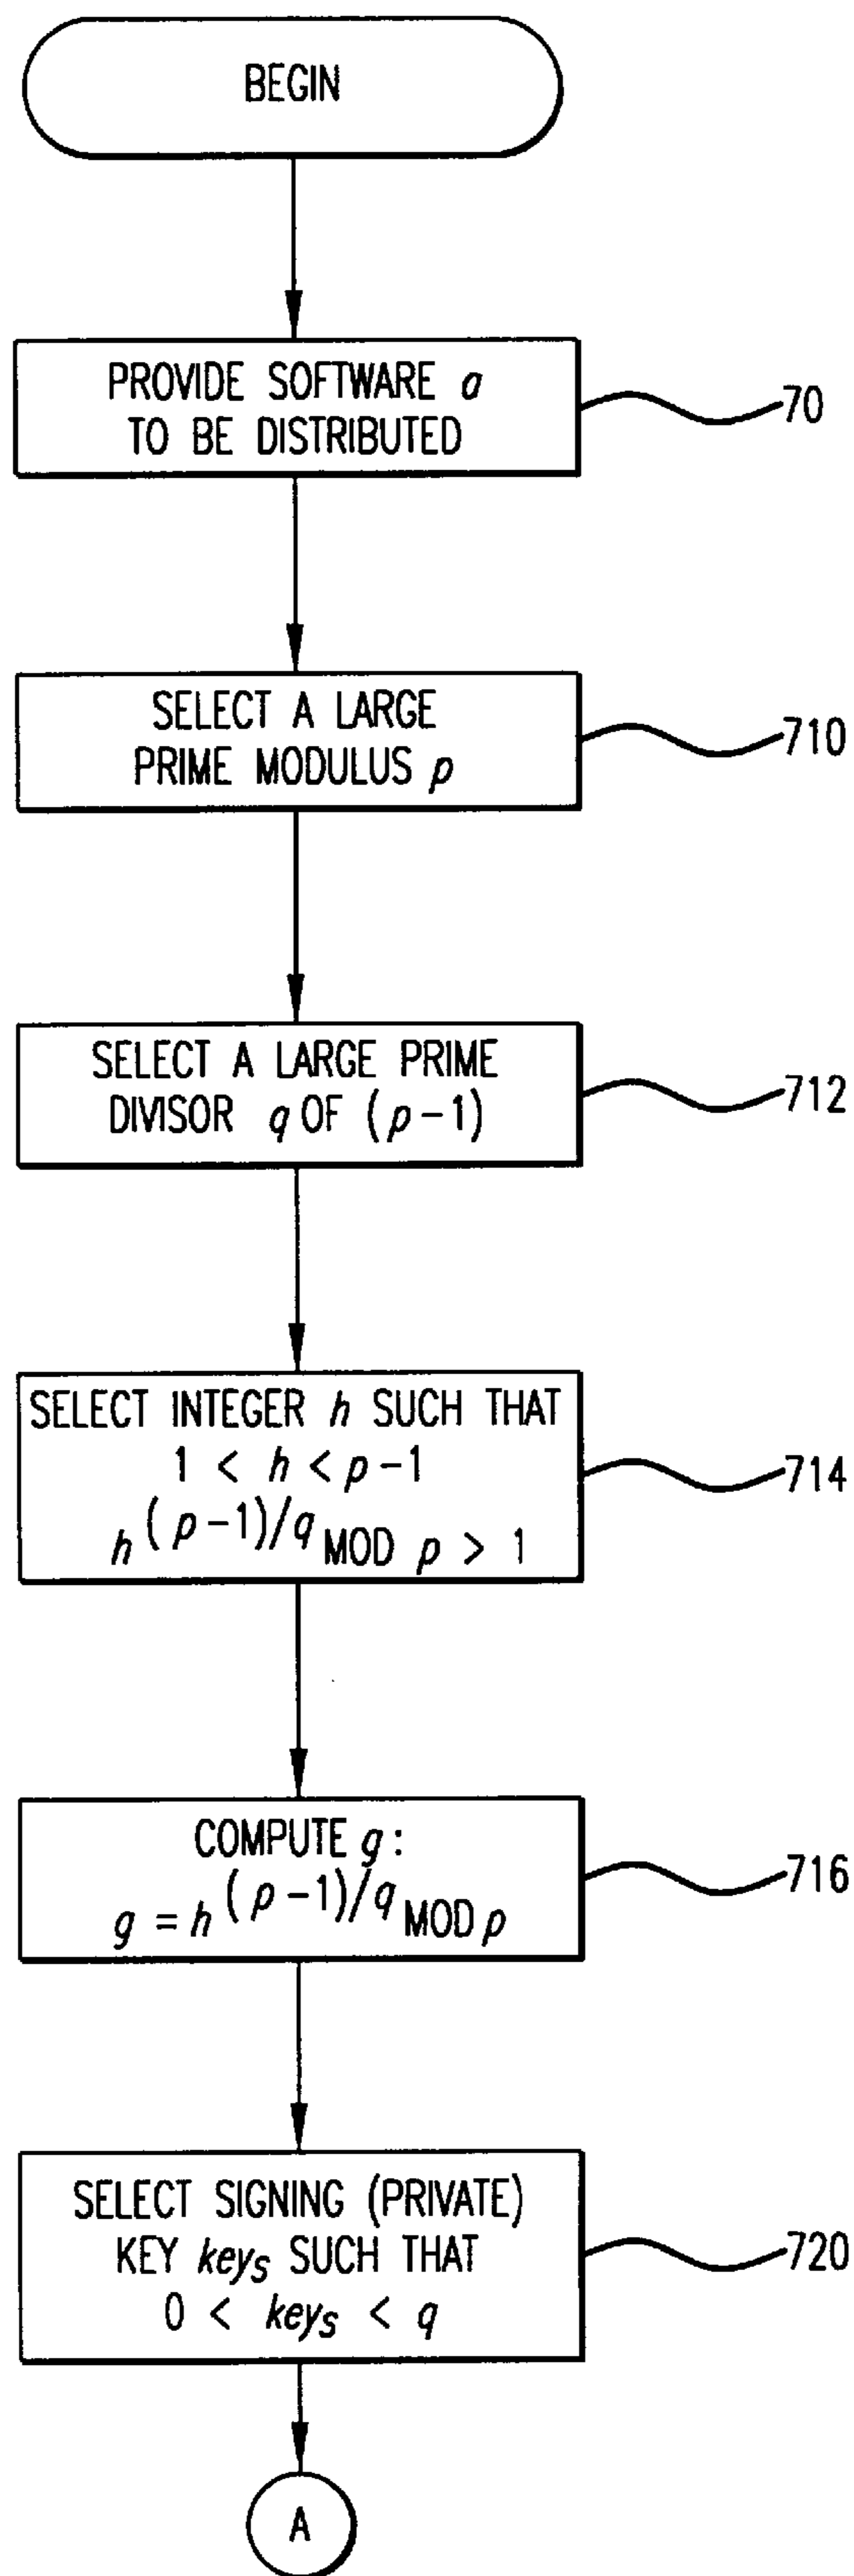 BEGIN
PROVIDE SOFTWARE a
TO BE DISTRIBUTED
70
SELECT A LARGE
PRIME MODULUS p
710
SELECT A LARGE PRIME
DIVISOR q OF (p-1)
712
SELECT INTEGER h SUCH THAT
1 < h < p-1
h^(p-1)/q MOD p > 1
714
COMPUTE g:
g = h^(p-1)/q MOD p
716
SELECT SIGNING (PRIVATE)
KEY keys SUCH THAT
0 < keys < q
720
A